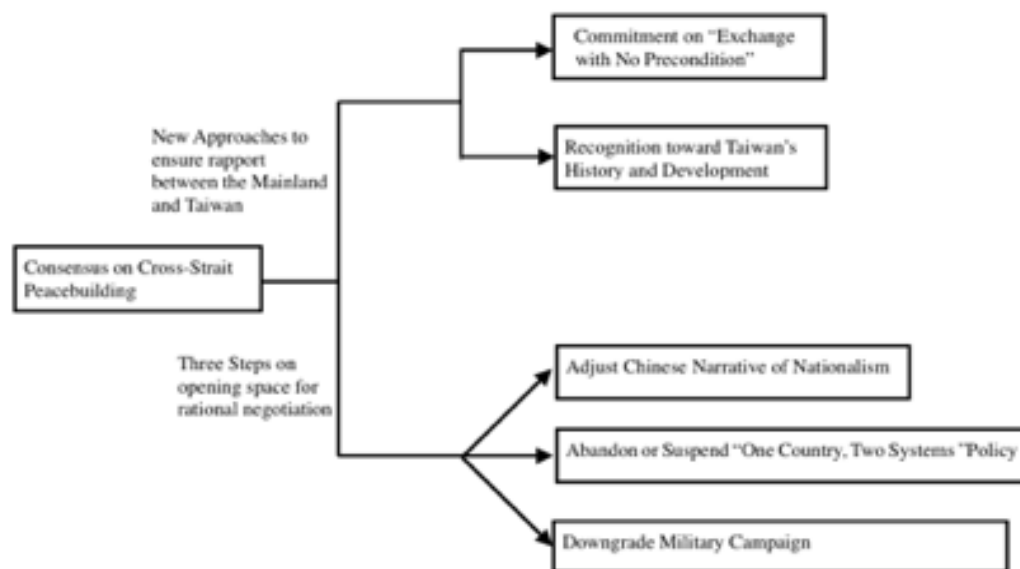 Commitment on “Exchange
with No Precondition”
New Approaches to
ensure rapport
between the Mainland
and Taiwan
Recognition toward Taiwan’s
History and Development
Consensus on Cross-Strait
Peacebuilding
Three Steps on
opening space for
rational negotiation
Adjust Chinese Narrative of Nationalism
Abandon or Suspend “One Country, Two Systems ”Policy
Downgrade Military Campaign